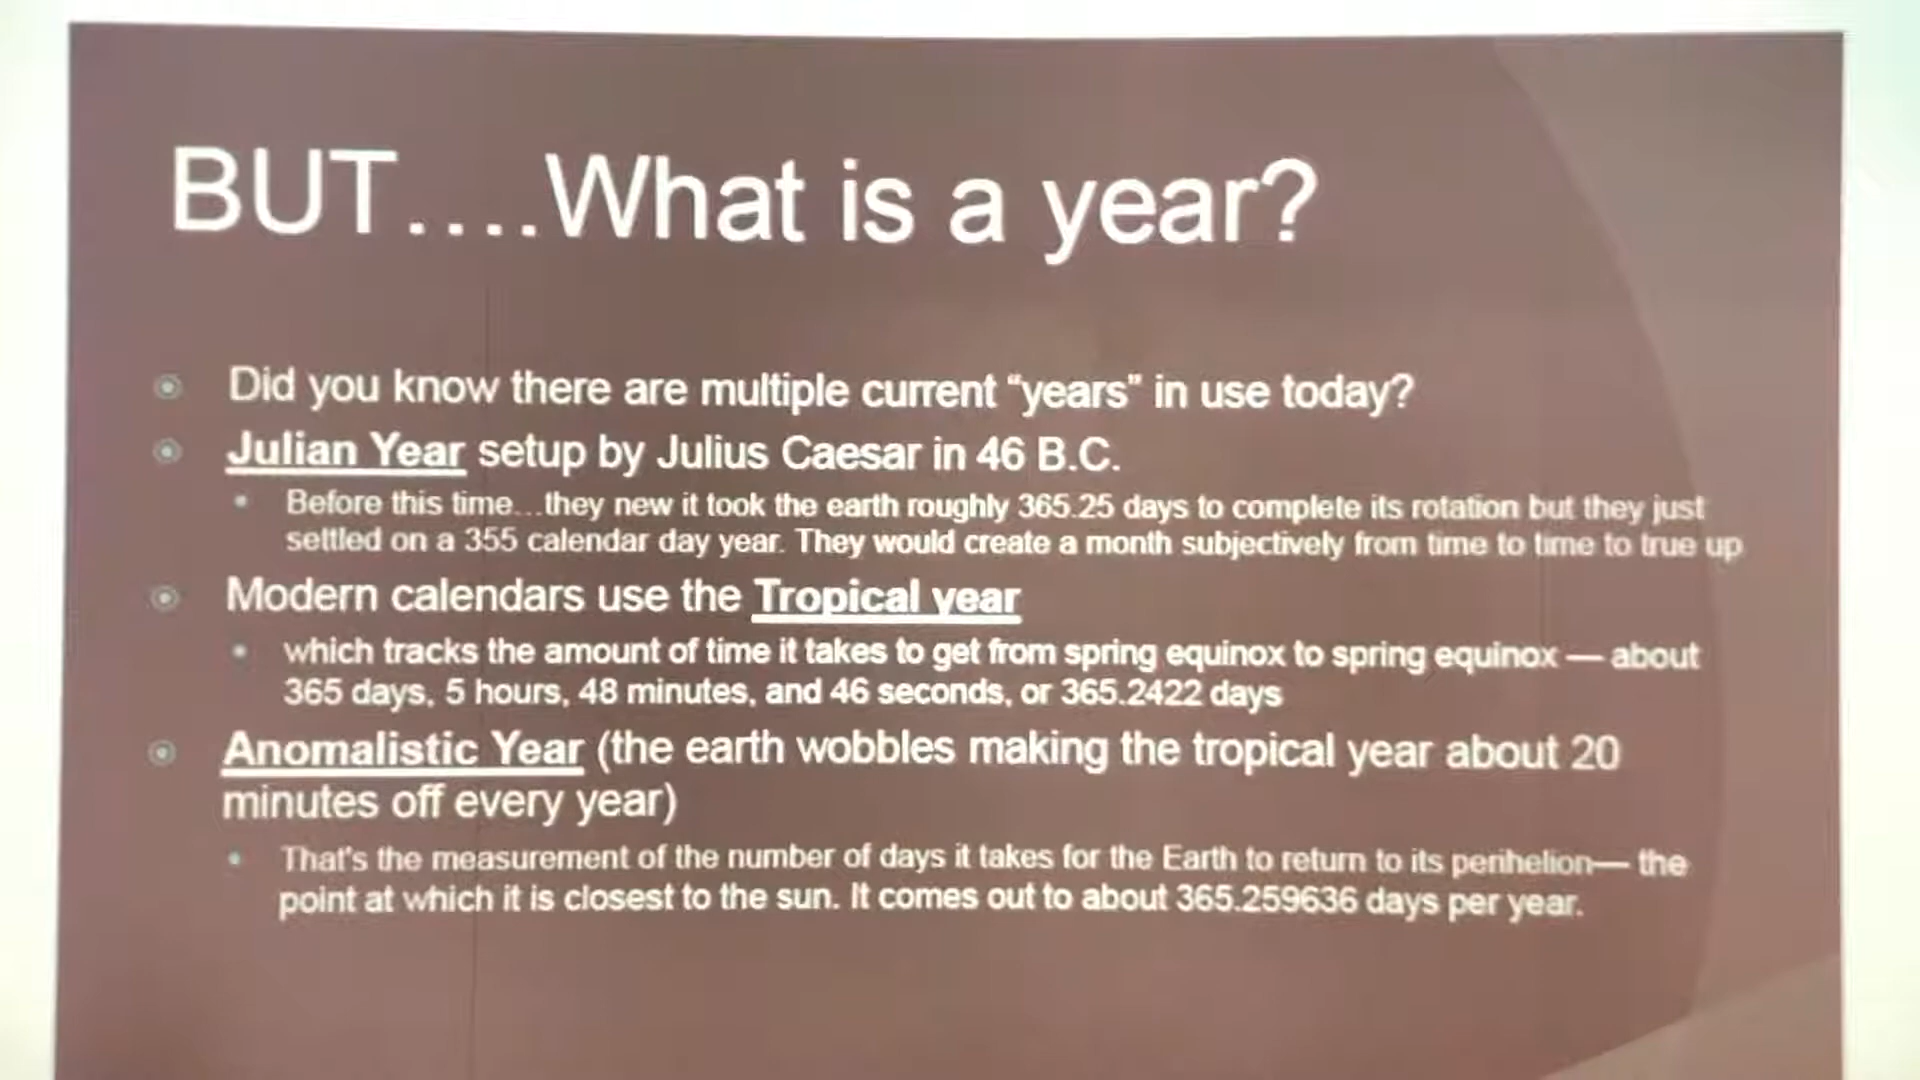 BUT....What is a year?
Did you know there are multiple current “years” in use today?
Julian Year setup by Julius Caesar in 46 B.C.
Before this time...they new it took the earth roughly 365.25 days to complete its rotation but they just
settled on a 355 calendar day year. They would create a month subjectively from time to time to true up
Modern calendars use the Tropical year
which tracks the amount of time it takes to get from spring equinox to spring equinox — about
365 days, 5 hours, 48 minutes, and 46 seconds, or 365.2422 days
Anomalistic Year (the earth wobbles making the tropical year about 20
minutes off every year)
That's the measurement of the number of days it takes for the Earth to return to its perihelion— the
point at which it is closest to the sun. It comes out to about 365.259636 days per year.